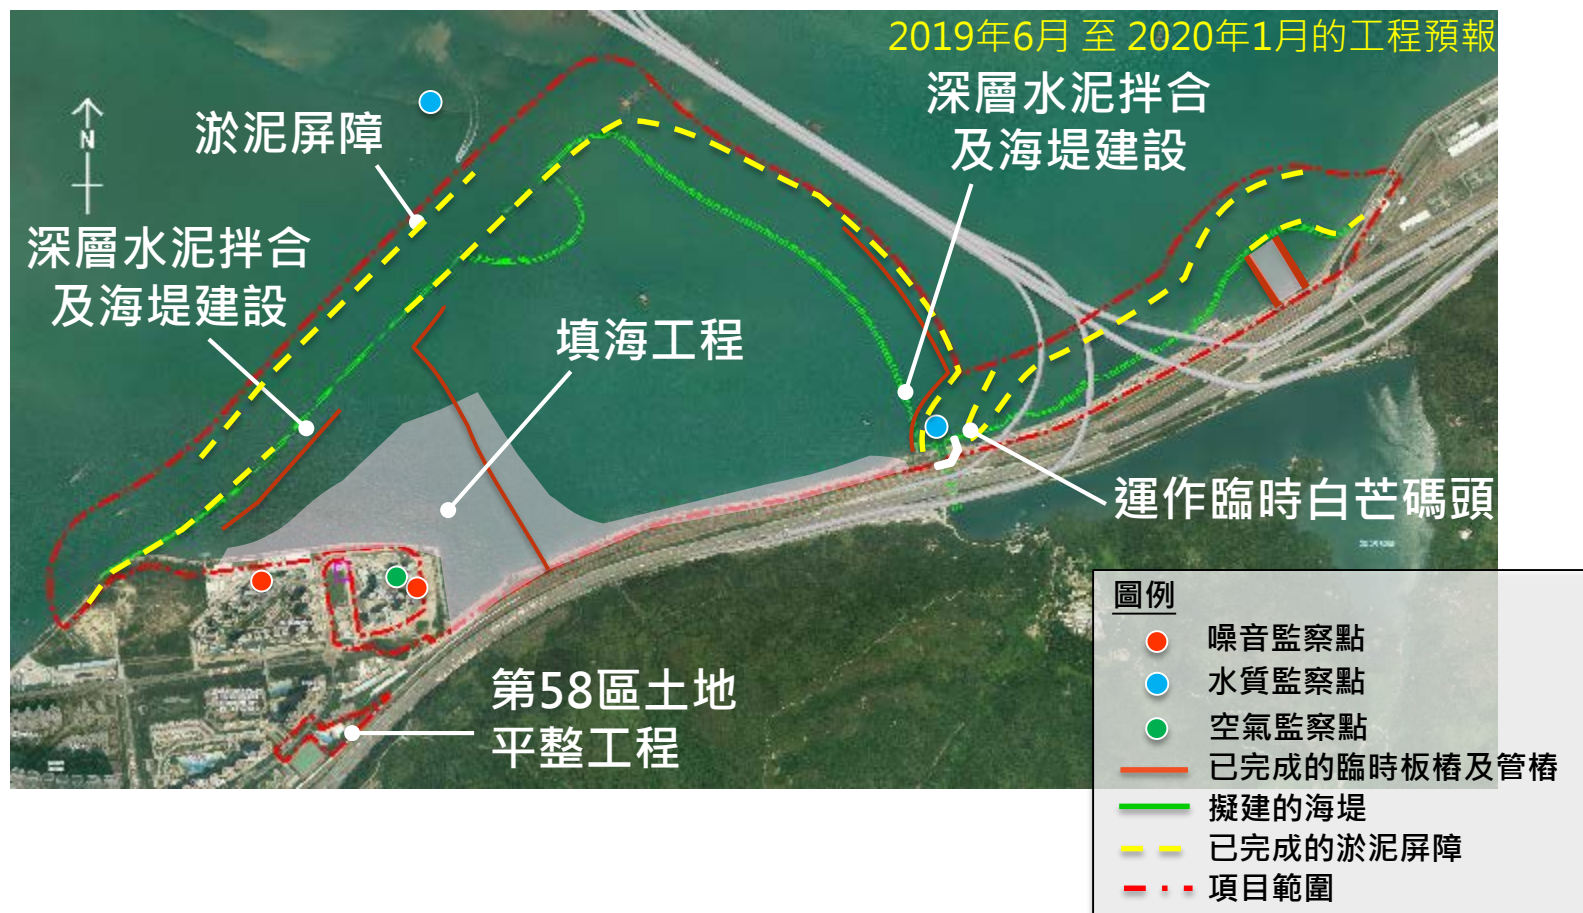 2019年6月 至 2020年1月的工程預報
深層水泥拌合
及海堤建設
淤泥屏障
N
深層水泥拌合
及海堤建設
填海工程
運作臨時白芒碼頭
第58區土地
平整工程
圖例
噪音監察點
水質監察點
空氣監察點
已完成的臨時板樁及管樁
擬建的海堤
已完成的淤泥屏障
項目範圍